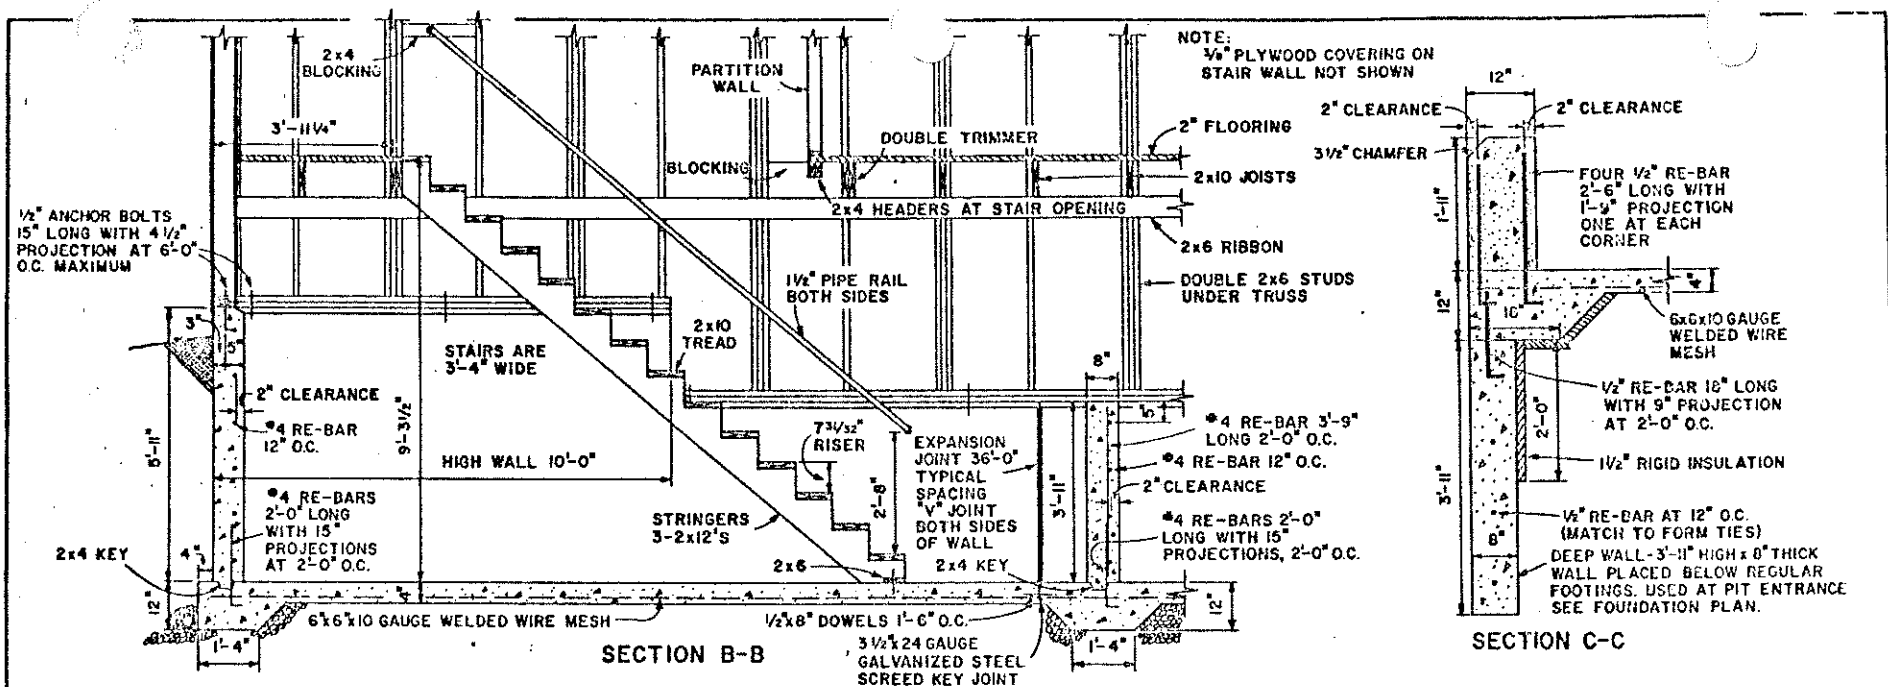 2x4
BLOCKING
3'-11 1/4"
PARTITION
WALL
NOTE:
3/8" PLYWOOD COVERING ON
STAIR WALL NOT SHOWN
DOUBLE TRIMMER
2" FLOORING
BLOCKING
2x10 JOISTS
2x4 HEADERS AT STAIR OPENING
2x6 RIBBON
1/2" ANCHOR BOLTS
15" LONG WITH 4 1/2"
PROJECTION AT 6'-0"
O.C. MAXIMUM
1 1/2" PIPE RAIL
BOTH SIDES
DOUBLE 2x6 STUDS
UNDER TRUSS
3"
5"
STAIRS ARE
3'-4" WIDE
2x10
TREAD
8"
5"
2" CLEARANCE
#4 RE-BAR
12" O.C.
5'-11"
9'-3 1/2"
HIGH WALL 10'-0"
7 31/32"
RISER
2'-8"
EXPANSION
JOINT 36'-0"
TYPICAL
SPACING
"V" JOINT
BOTH SIDES
OF WALL
3'-11"
#4 RE-BAR 3'-9"
LONG 2'-0" O.C.
#4 RE-BAR 12" O.C.
2" CLEARANCE
#4 RE-BARS 2'-0"
LONG WITH 15"
PROJECTIONS, 2'-0" O.C.
#4 RE-BARS
2'-0" LONG
WITH 15"
PROJECTIONS
AT 2'-0" O.C.
STRINGERS
3-2x12'S
2x4 KEY
4"
2x6
2x4 KEY
12"
4"
12"
6"x6"x10 GAUGE WELDED WIRE MESH
1/2"x8" DOWELS 1'-6" O.C.
1'-4"
1'-4"
3 1/2"x24 GAUGE
GALVANIZED STEEL
SCREED KEY JOINT
SECTION B-B
12"
2" CLEARANCE
2" CLEARANCE
3 1/2" CHAMFER
1'-11"
FOUR 1/2" RE-BAR
2'-6" LONG WITH
1'-9" PROJECTION
ONE AT EACH
CORNER
4"
12"
6x6x10 GAUGE
WELDED WIRE
MESH
1/2" RE-BAR 18" LONG
WITH 9" PROJECTION
AT 2'-0" O.C.
2'-0"
1 1/2" RIGID INSULATION
3'-11"
8"
1/2" RE-BAR AT 12" O.C.
(MATCH TO FORM TIES)
DEEP WALL-3'-11" HIGH x 8" THICK
WALL PLACED BELOW REGULAR
FOOTINGS. USED AT PIT ENTRANCE
SEE FOUNDATION PLAN.
SECTION C-C